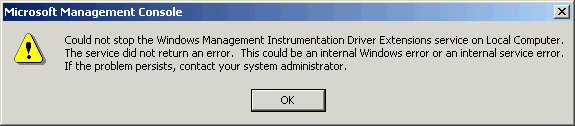 Microsoft Management Console
Could not stop the Windows Management Instrumentation Driver Extensions service on Local Computer.
The service did not return an error.  This could be an internal Windows error or an internal service error.
If the problem persists, contact your system administrator.
OK